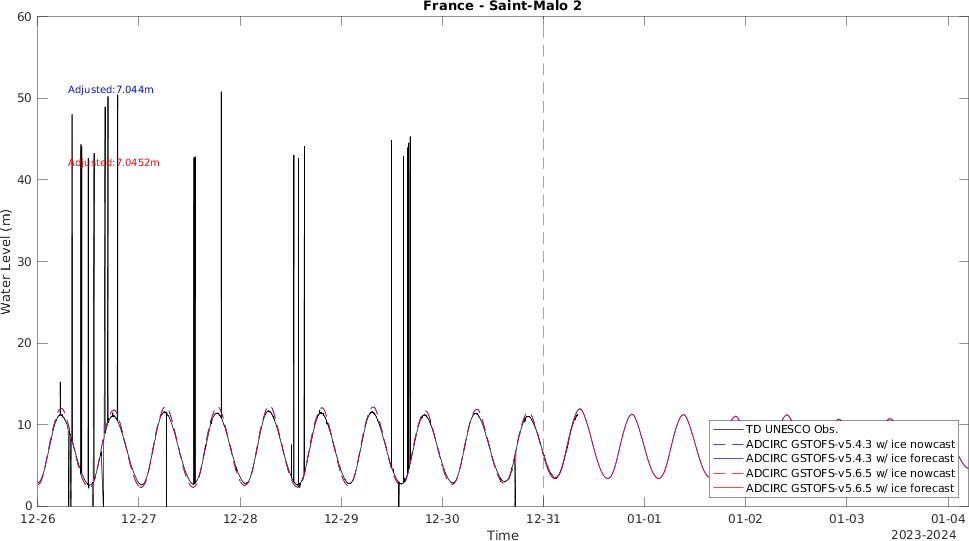 France - Saint-Malo 2
60
50
40
30
20
10
0
Water Level (m)
Adjusted:7.044m
Adjusted:7.0452m
TD UNESCO Obs.
ADCIRC GSTOFS-v5.4.3 w/ ice nowcast
ADCIRC GSTOFS-v5.4.3 w/ ice forecast
ADCIRC GSTOFS-v5.6.5 w/ ice nowcast
ADCIRC GSTOFS-v5.6.5 w/ ice forecast
12-26 12-27 12-28 12-29 12-30 12-31 01-01 01-02 01-03 01-04
Time
2023-2024